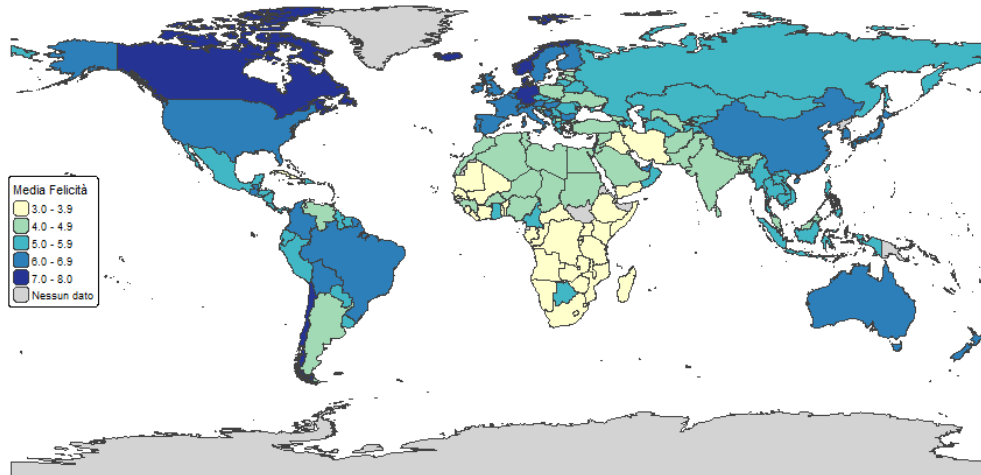 Media Felicità
3.0 - 3.9
4.0 - 4.9
5.0 - 5.9
6.0 - 6.9
7.0 - 8.0
Nessun dato